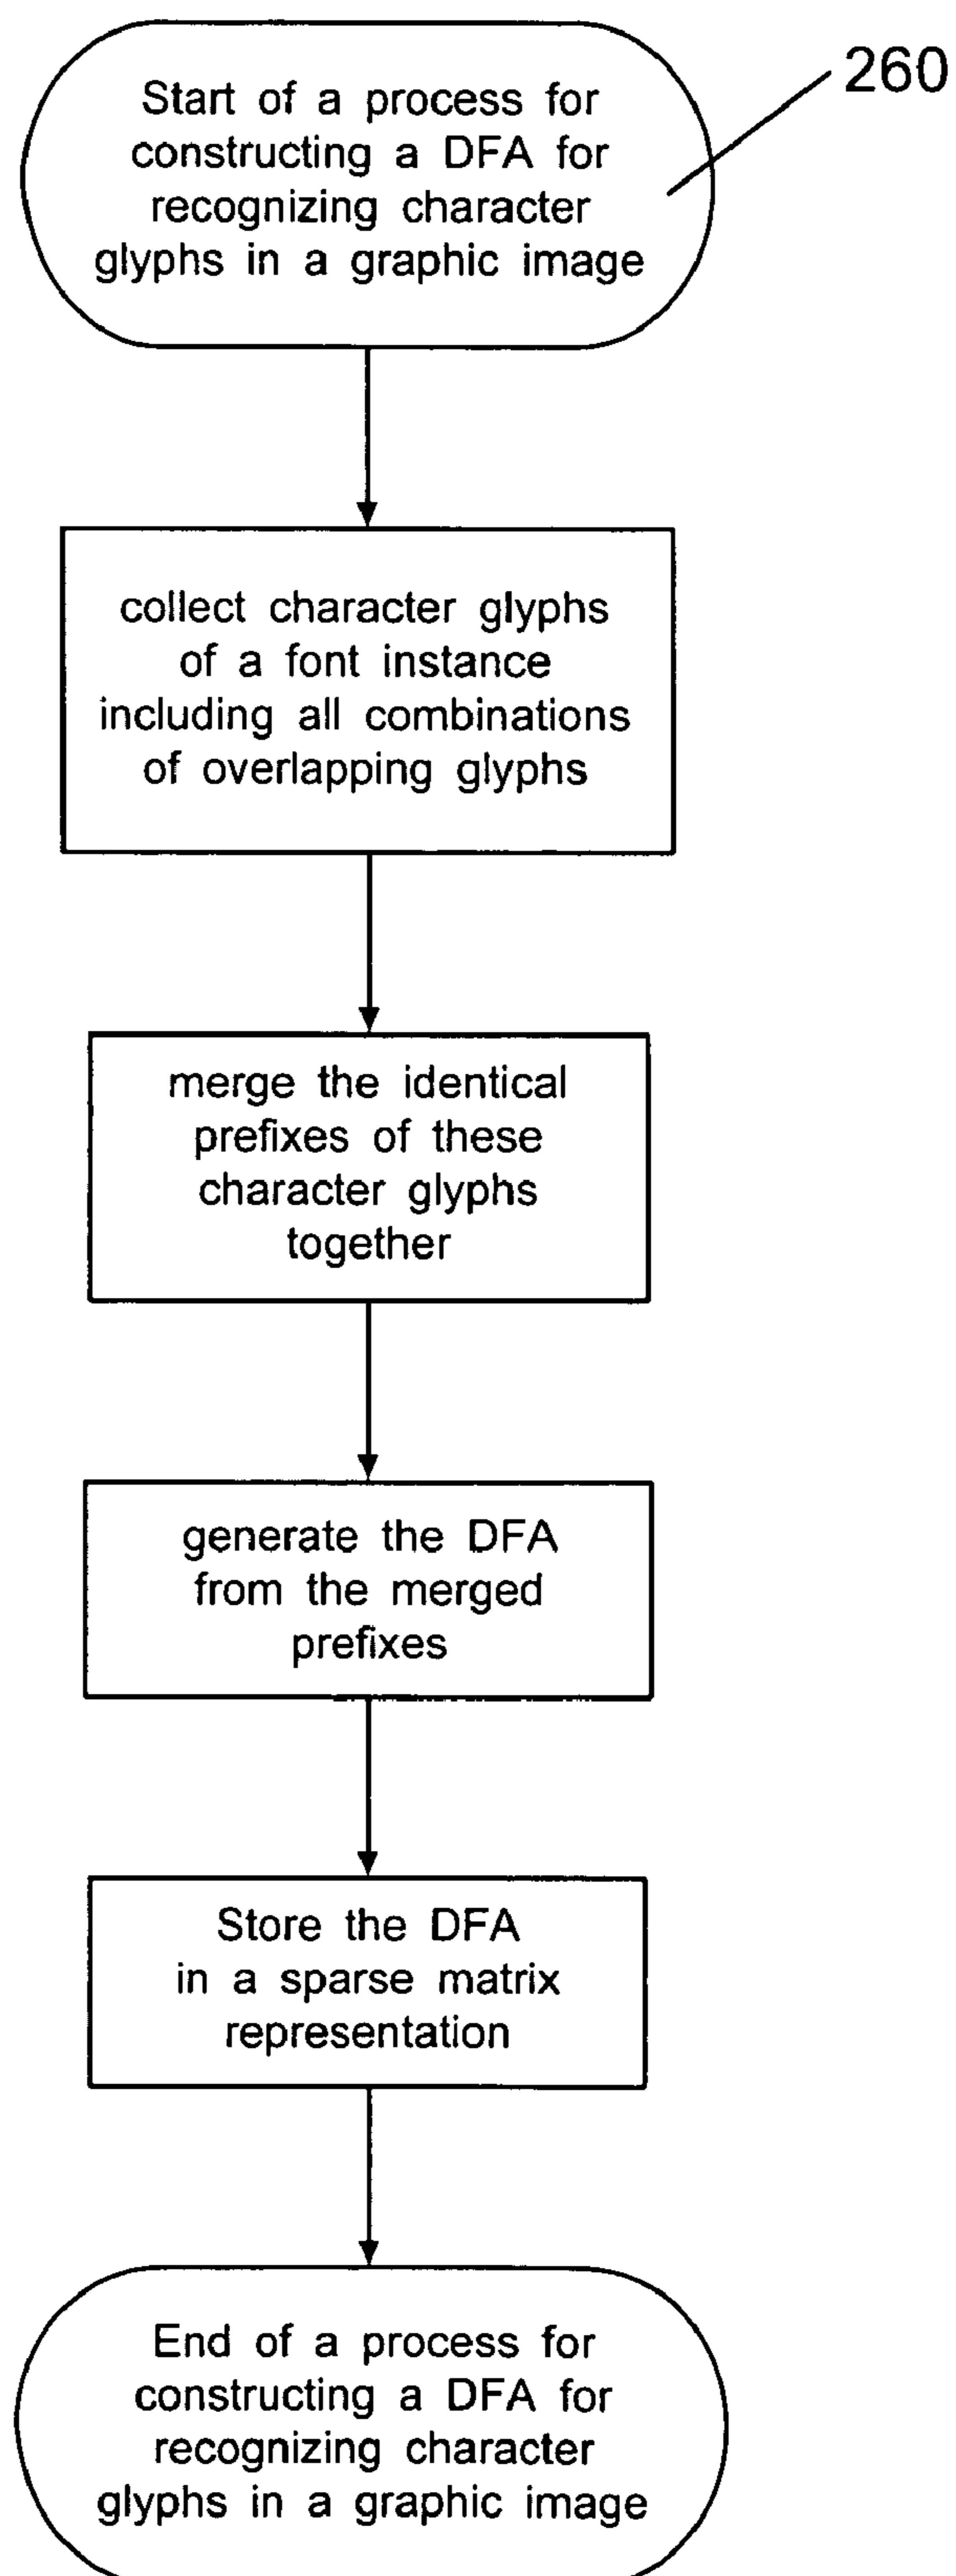 260
Start of a process for
constructing a DFA for
recognizing character
glyphs in a graphic image
collect character glyphs
of a font instance
including all combinations
of overlapping glyphs
merge the identical
prefixes of these
character glyphs
together
generate the DFA
from the merged
prefixes
Store the DFA
in a sparse matrix
representation
End of a process for
constructing a DFA for
recognizing character
glyphs in a graphic image